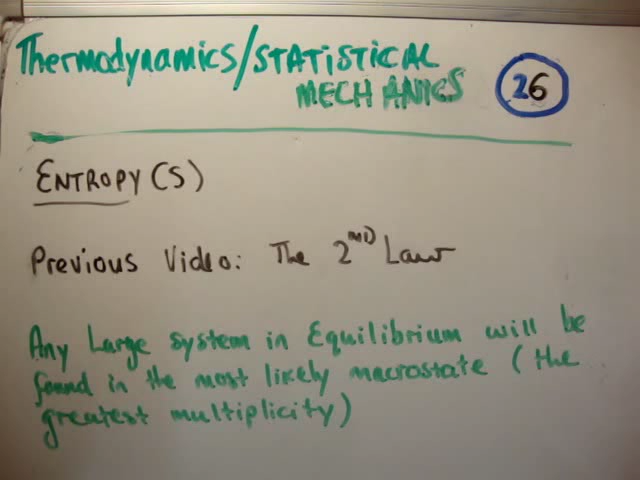 Thermodynamics/STATISTICAL
MECHANICS
26
ENTROPY (S)
Previous Video: The 2ND Law
Any Large system in Equilibrium will be
found in the most likely macrostate (the
greatest multiplicity)